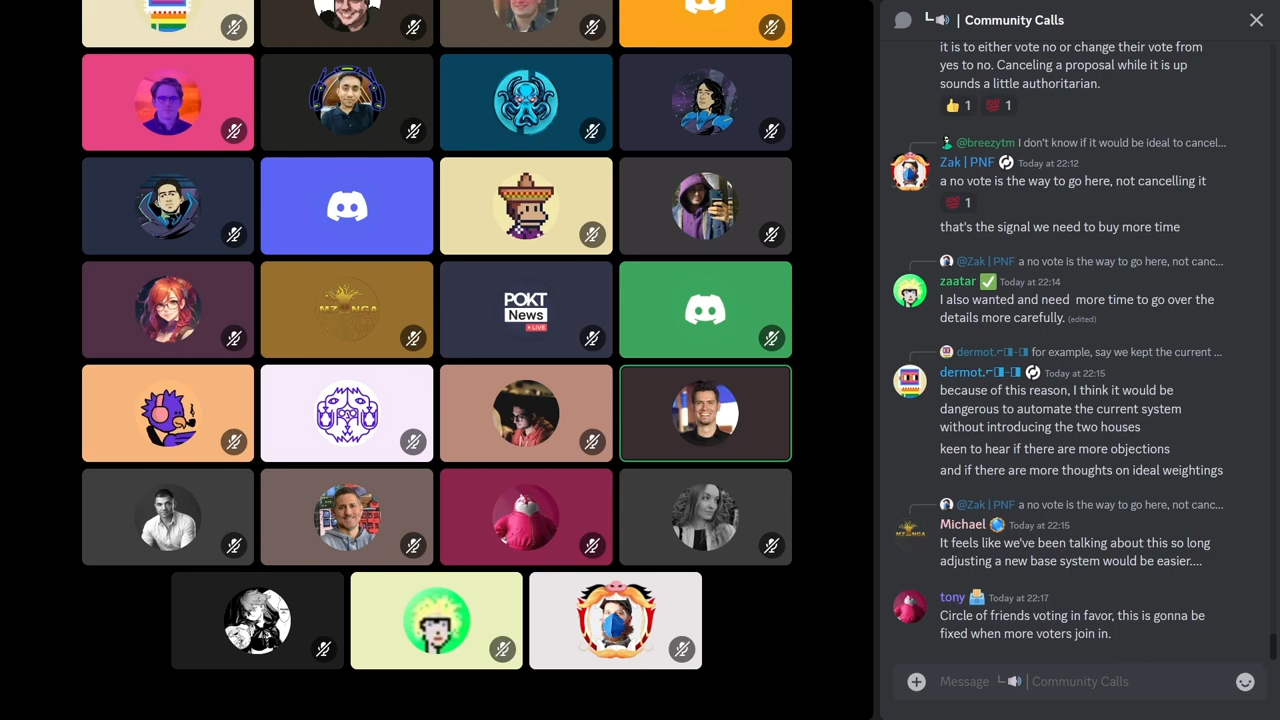 ┗🔊 | Community Calls
it is to either vote no or change their vote from
yes to no. Canceling a proposal while it is up
sounds a little authoritarian.
👍 1 💯 1
@breezytm I don't know if it would be ideal to cancel...
Zak | PNF Today at 22:12
a no vote is the way to go here, not cancelling it
💯 1
that's the signal we need to buy more time
@Zak | PNF a no vote is the way to go here, not canc...
zaatar ✅ Today at 22:14
I also wanted and need more time to go over the
details more carefully. (edited)
dermot.⌐◨-◨ for example, say we kept the current ...
dermot.⌐◨-◨ Today at 22:15
because of this reason, I think it would be
dangerous to automate the current system
without introducing the two houses
keen to hear if there are more objections
and if there are more thoughts on ideal weightings
@Zak | PNF a no vote is the way to go here, not canc...
Michael Today at 22:15
It feels like we've been talking about this so long
adjusting a new base system would be easier....
tony 🗳️ Today at 22:17
Circle of friends voting in favor, this is gonna be
fixed when more voters join in.
Message ┗🔊 | Community Calls
POKT
News
LIVE